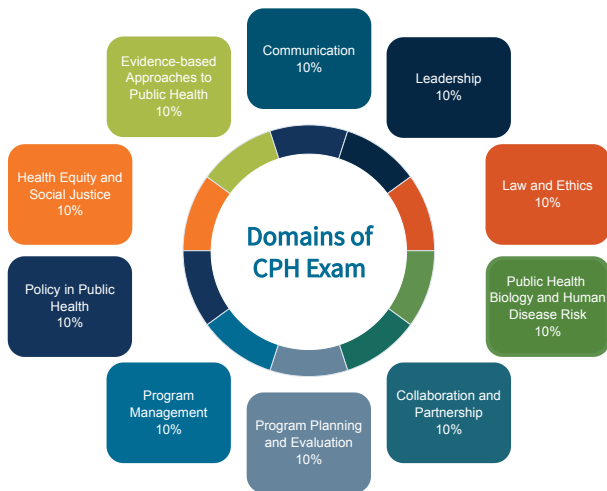 Communication
10%
Leadership
10%
Law and Ethics
10%
Public Health
Biology and Human
Disease Risk
10%
Collaboration and
Partnership
10%
Program Planning
and Evaluation
10%
Program
Management
10%
Policy in Public
Health
10%
Health Equity and
Social Justice
10%
Evidence-based
Approaches to
Public Health
10%
Domains of
CPH Exam